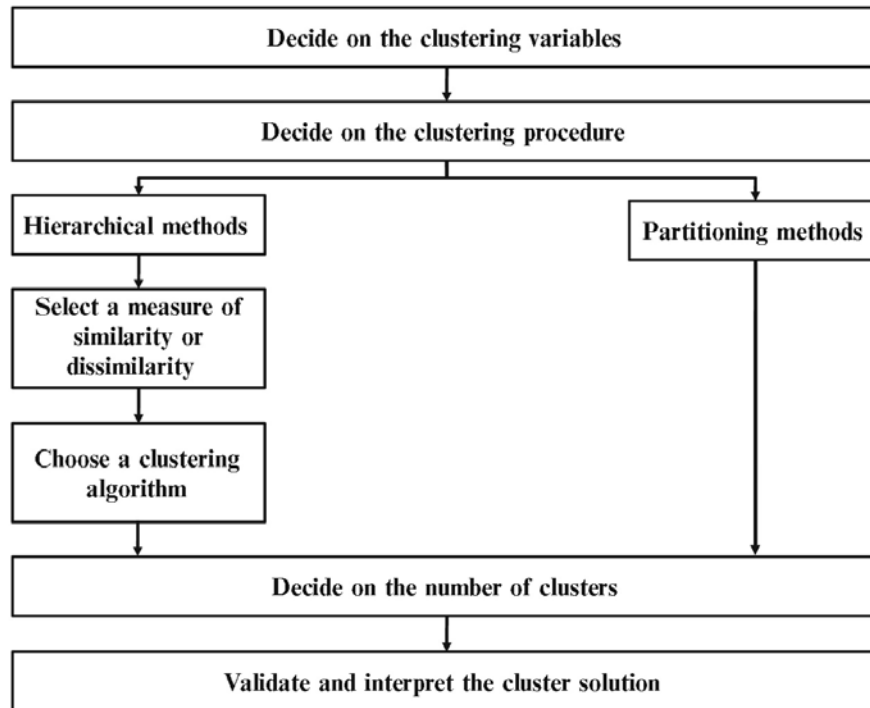 Decide on the clustering variables
Decide on the clustering procedure
Hierarchical methods
Partitioning methods
Select a measure of
similarity or
dissimilarity
Choose a clustering
algorithm
Decide on the number of clusters
Validate and interpret the cluster solution